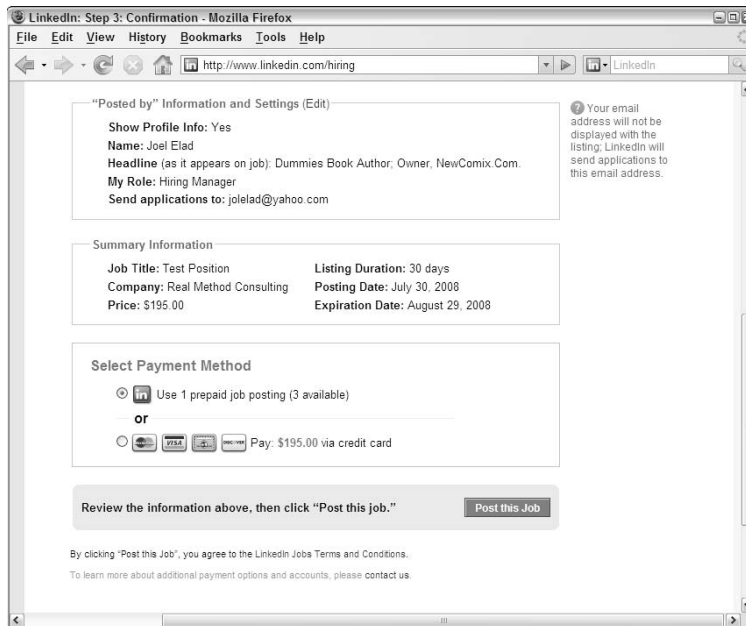 LinkedIn: Step 3: Confirmation - Mozilla Firefox
File Edit View History Bookmarks Tools Help
http://www.linkedin.com/hiring
in
LinkedIn
"Posted by" Information and Settings (Edit)
Show Profile Info: Yes
Name: Joel Elad
Headline (as it appears on job): Dummies Book Author; Owner, NewComix.Com.
My Role: Hiring Manager
Send applications to: jolelad@yahoo.com
? Your email
address will not be
displayed with the
listing; LinkedIn will
send applications to
this email address.
Summary Information
Job Title: Test Position Listing Duration: 30 days
Company: Real Method Consulting Posting Date: July 30, 2008
Price: $195.00 Expiration Date: August 29, 2008
Select Payment Method
in Use 1 prepaid job posting (3 available)
or
VISA DISCOVER Pay: $195.00 via credit card
Review the information above, then click "Post this job."
Post this Job
By clicking "Post this Job", you agree to the LinkedIn Jobs Terms and Conditions.
To learn more about additional payment options and accounts, please contact us.